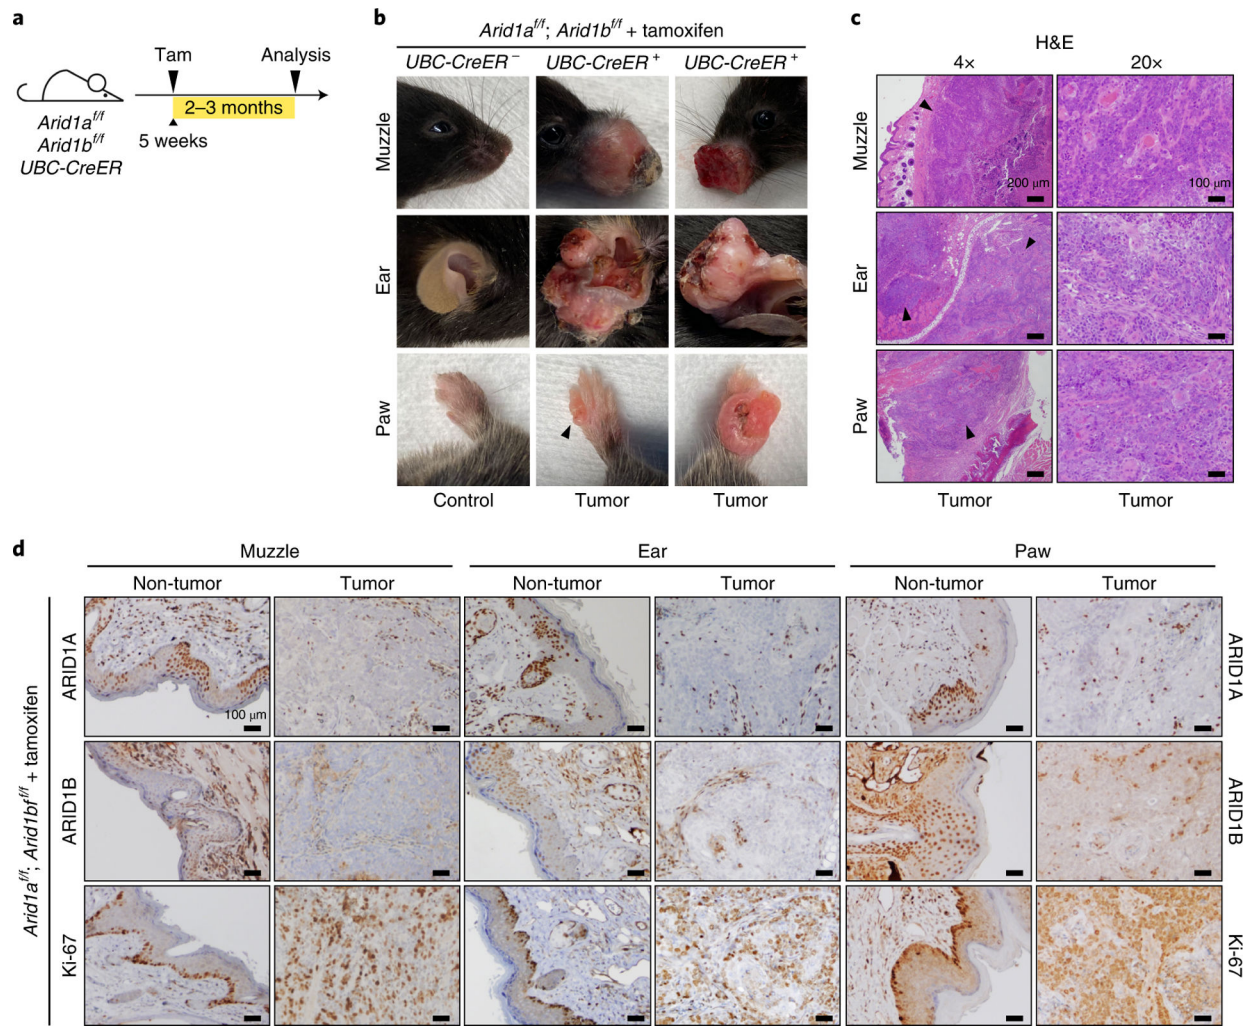 a
Tam
Analysis
2–3 months
5 weeks
Arid1a^f/f
Arid1b^f/f
UBC-CreER
b
Arid1a^f/f; Arid1b^f/f + tamoxifen
UBC-CreER⁻ UBC-CreER⁺ UBC-CreER⁺
Muzzle
Ear
Paw
Control Tumor Tumor
c
H&E
4× 20×
Muzzle
200 μm 100 μm
Ear
Paw
Tumor Tumor
d
Muzzle Ear Paw
Non-tumor Tumor Non-tumor Tumor Non-tumor Tumor
Arid1a^f/f; Arid1bf^f/f + tamoxifen
ARID1A
100 μm
ARID1A
ARID1B
ARID1B
Ki-67
Ki-67